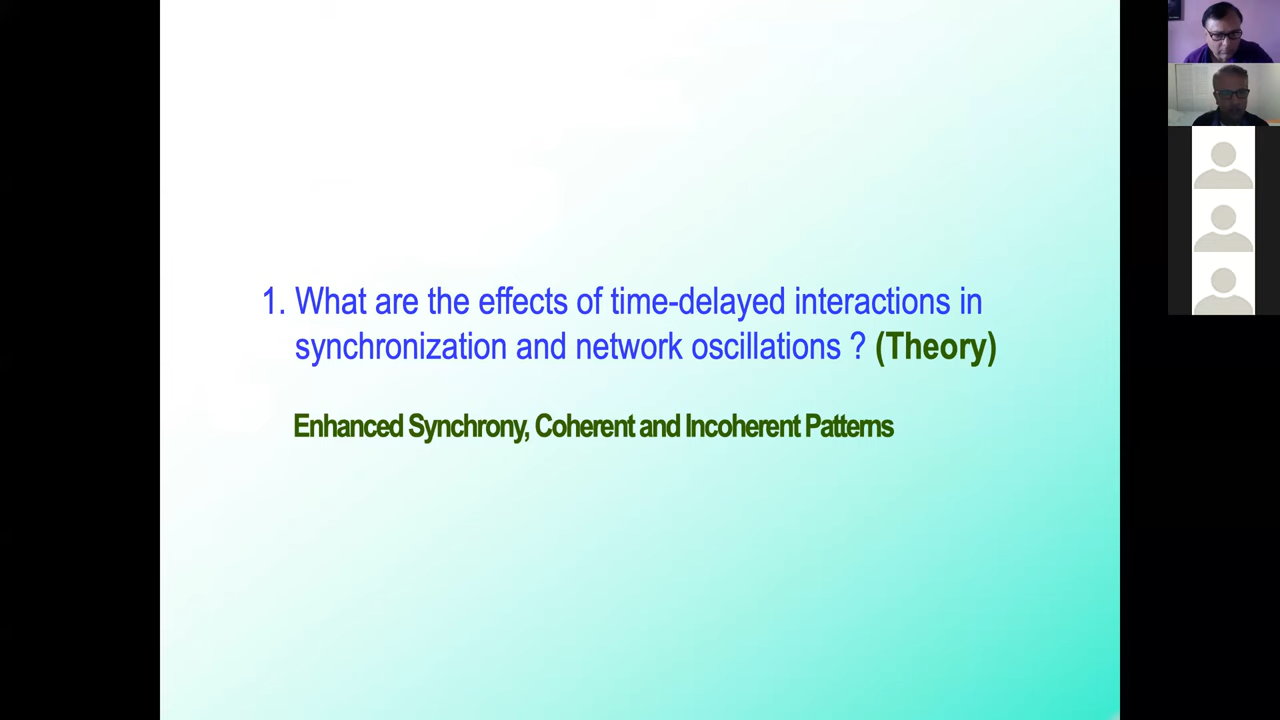 1. What are the effects of time-delayed interactions in
synchronization and network oscillations ? (Theory)
Enhanced Synchrony, Coherent and Incoherent Patterns